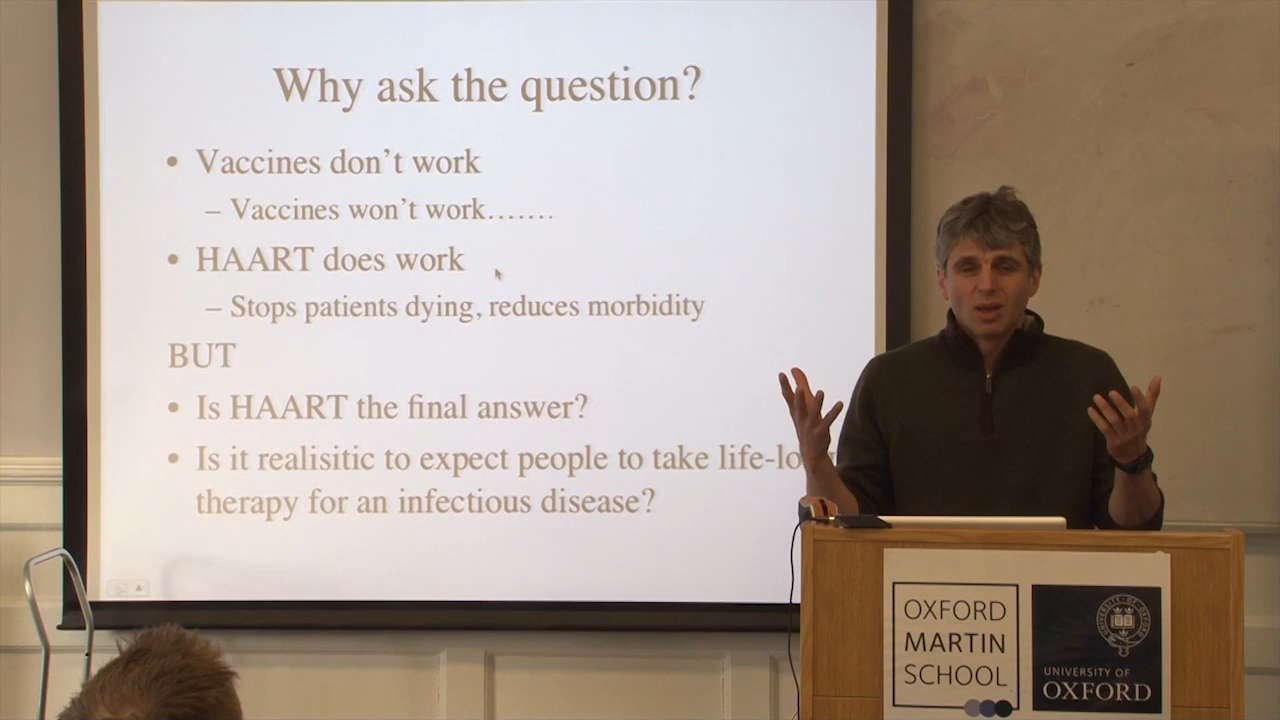 Why ask the question?
• Vaccines don't work
– Vaccines won't work.......
• HAART does work
– Stops patients dying, reduces morbidity
BUT
• Is HAART the final answer?
• Is it realisitic to expect people to take
therapy for an infectious disease?
OXFORD
MARTIN
SCHOOL
UNIVERSITY OF
OXFORD